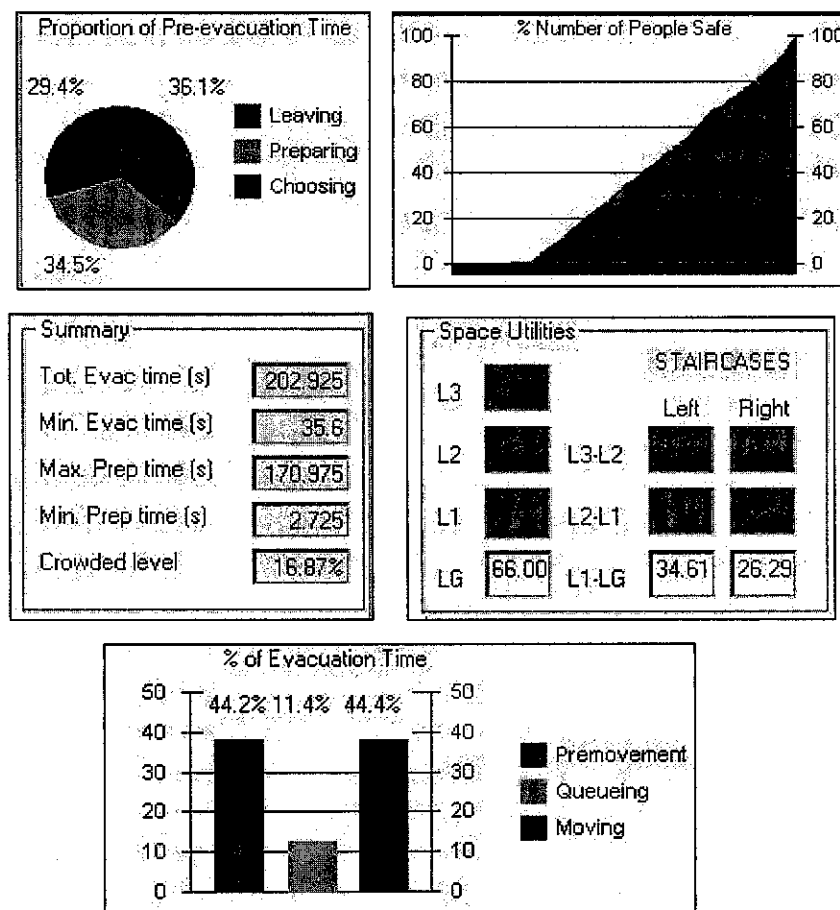 Proportion of Pre-evacuation Time
29.4% 36.1%
Leaving
Preparing
Choosing
34.5%
% Number of People Safe
100 100
80 80
60 60
40 40
20 20
0 0
Summary
Tot. Evac time (s) 202.925
Min. Evac time (s) 35.6
Max. Prep time (s) 170.975
Min. Prep time (s) 2.725
Crowded level 16.87%
Space Utilities
STAIRCASES
L3 Left Right
L2 L3-L2
L1 L2-L1
LG 66.00 L1-LG 34.61 26.29
% of Evacuation Time
50 44.2% 11.4% 44.4% 50
40 40
30 30
20 20
10 10
0 0
Premovement
Queueing
Moving